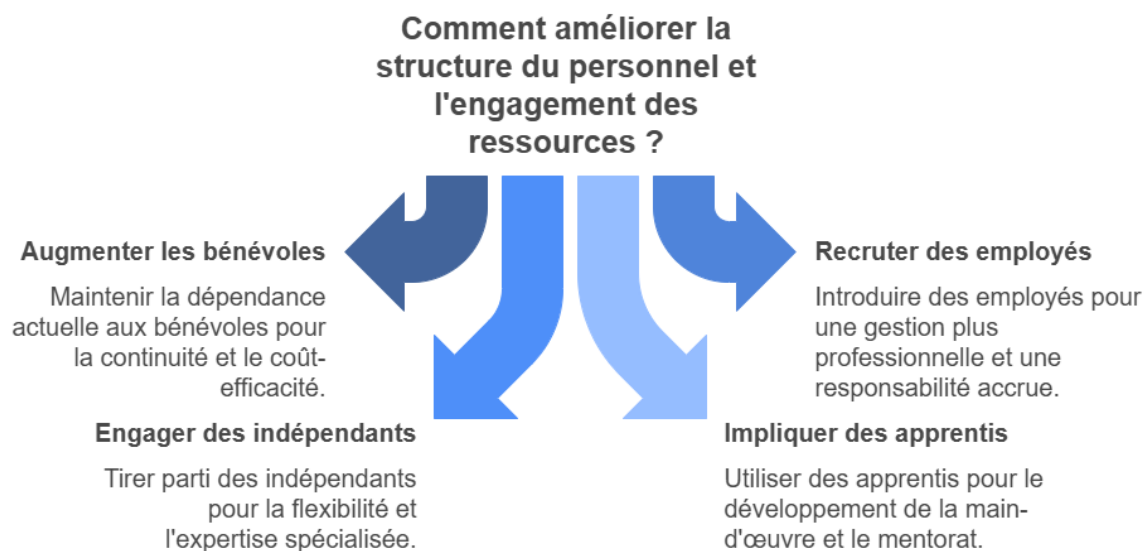 Comment améliorer la
structure du personnel et
l'engagement des
ressources ?
Augmenter les bénévoles
Maintenir la dépendance
actuelle aux bénévoles pour
la continuité et le coût-
efficacité.
Recruter des employés
Introduire des employés pour
une gestion plus
professionnelle et une
responsabilité accrue.
Engager des indépendants
Tirer parti des indépendants
pour la flexibilité et
l'expertise spécialisée.
Impliquer des apprentis
Utiliser des apprentis pour le
développement de la main-
d'œuvre et le mentorat.